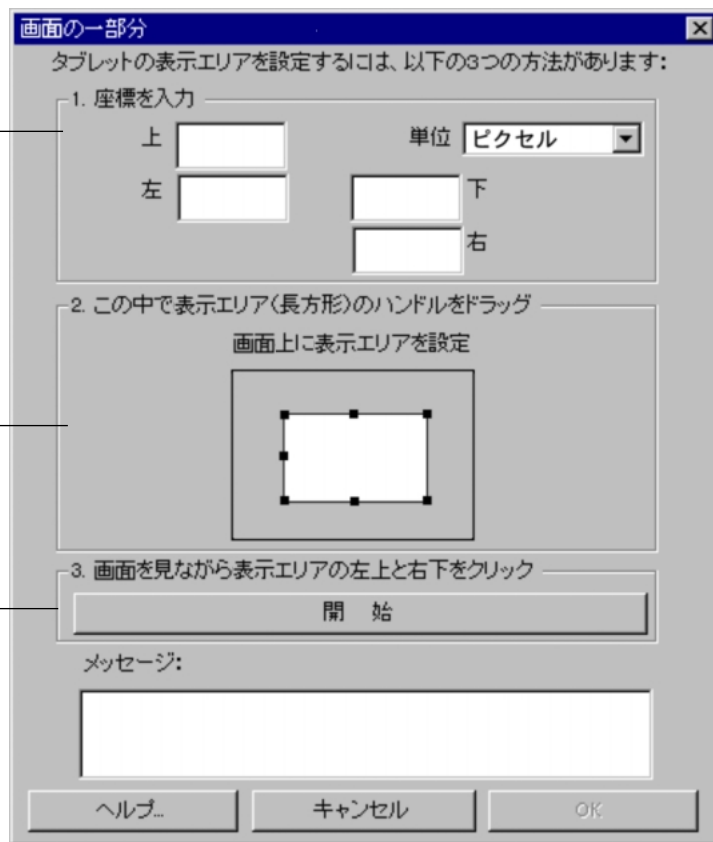 画面の一部分
タブレットの表示エリアを設定するには、以下の3つの方法があります:
1. 座標を入力
上 単位 ピクセル
左 下
右
2. この中で表示エリア(長方形)のハンドルをドラッグ
画面上に表示エリアを設定
3. 画面を見ながら表示エリアの左上と右下をクリック
開 始
メッセージ:
ヘルプ... キャンセル OK